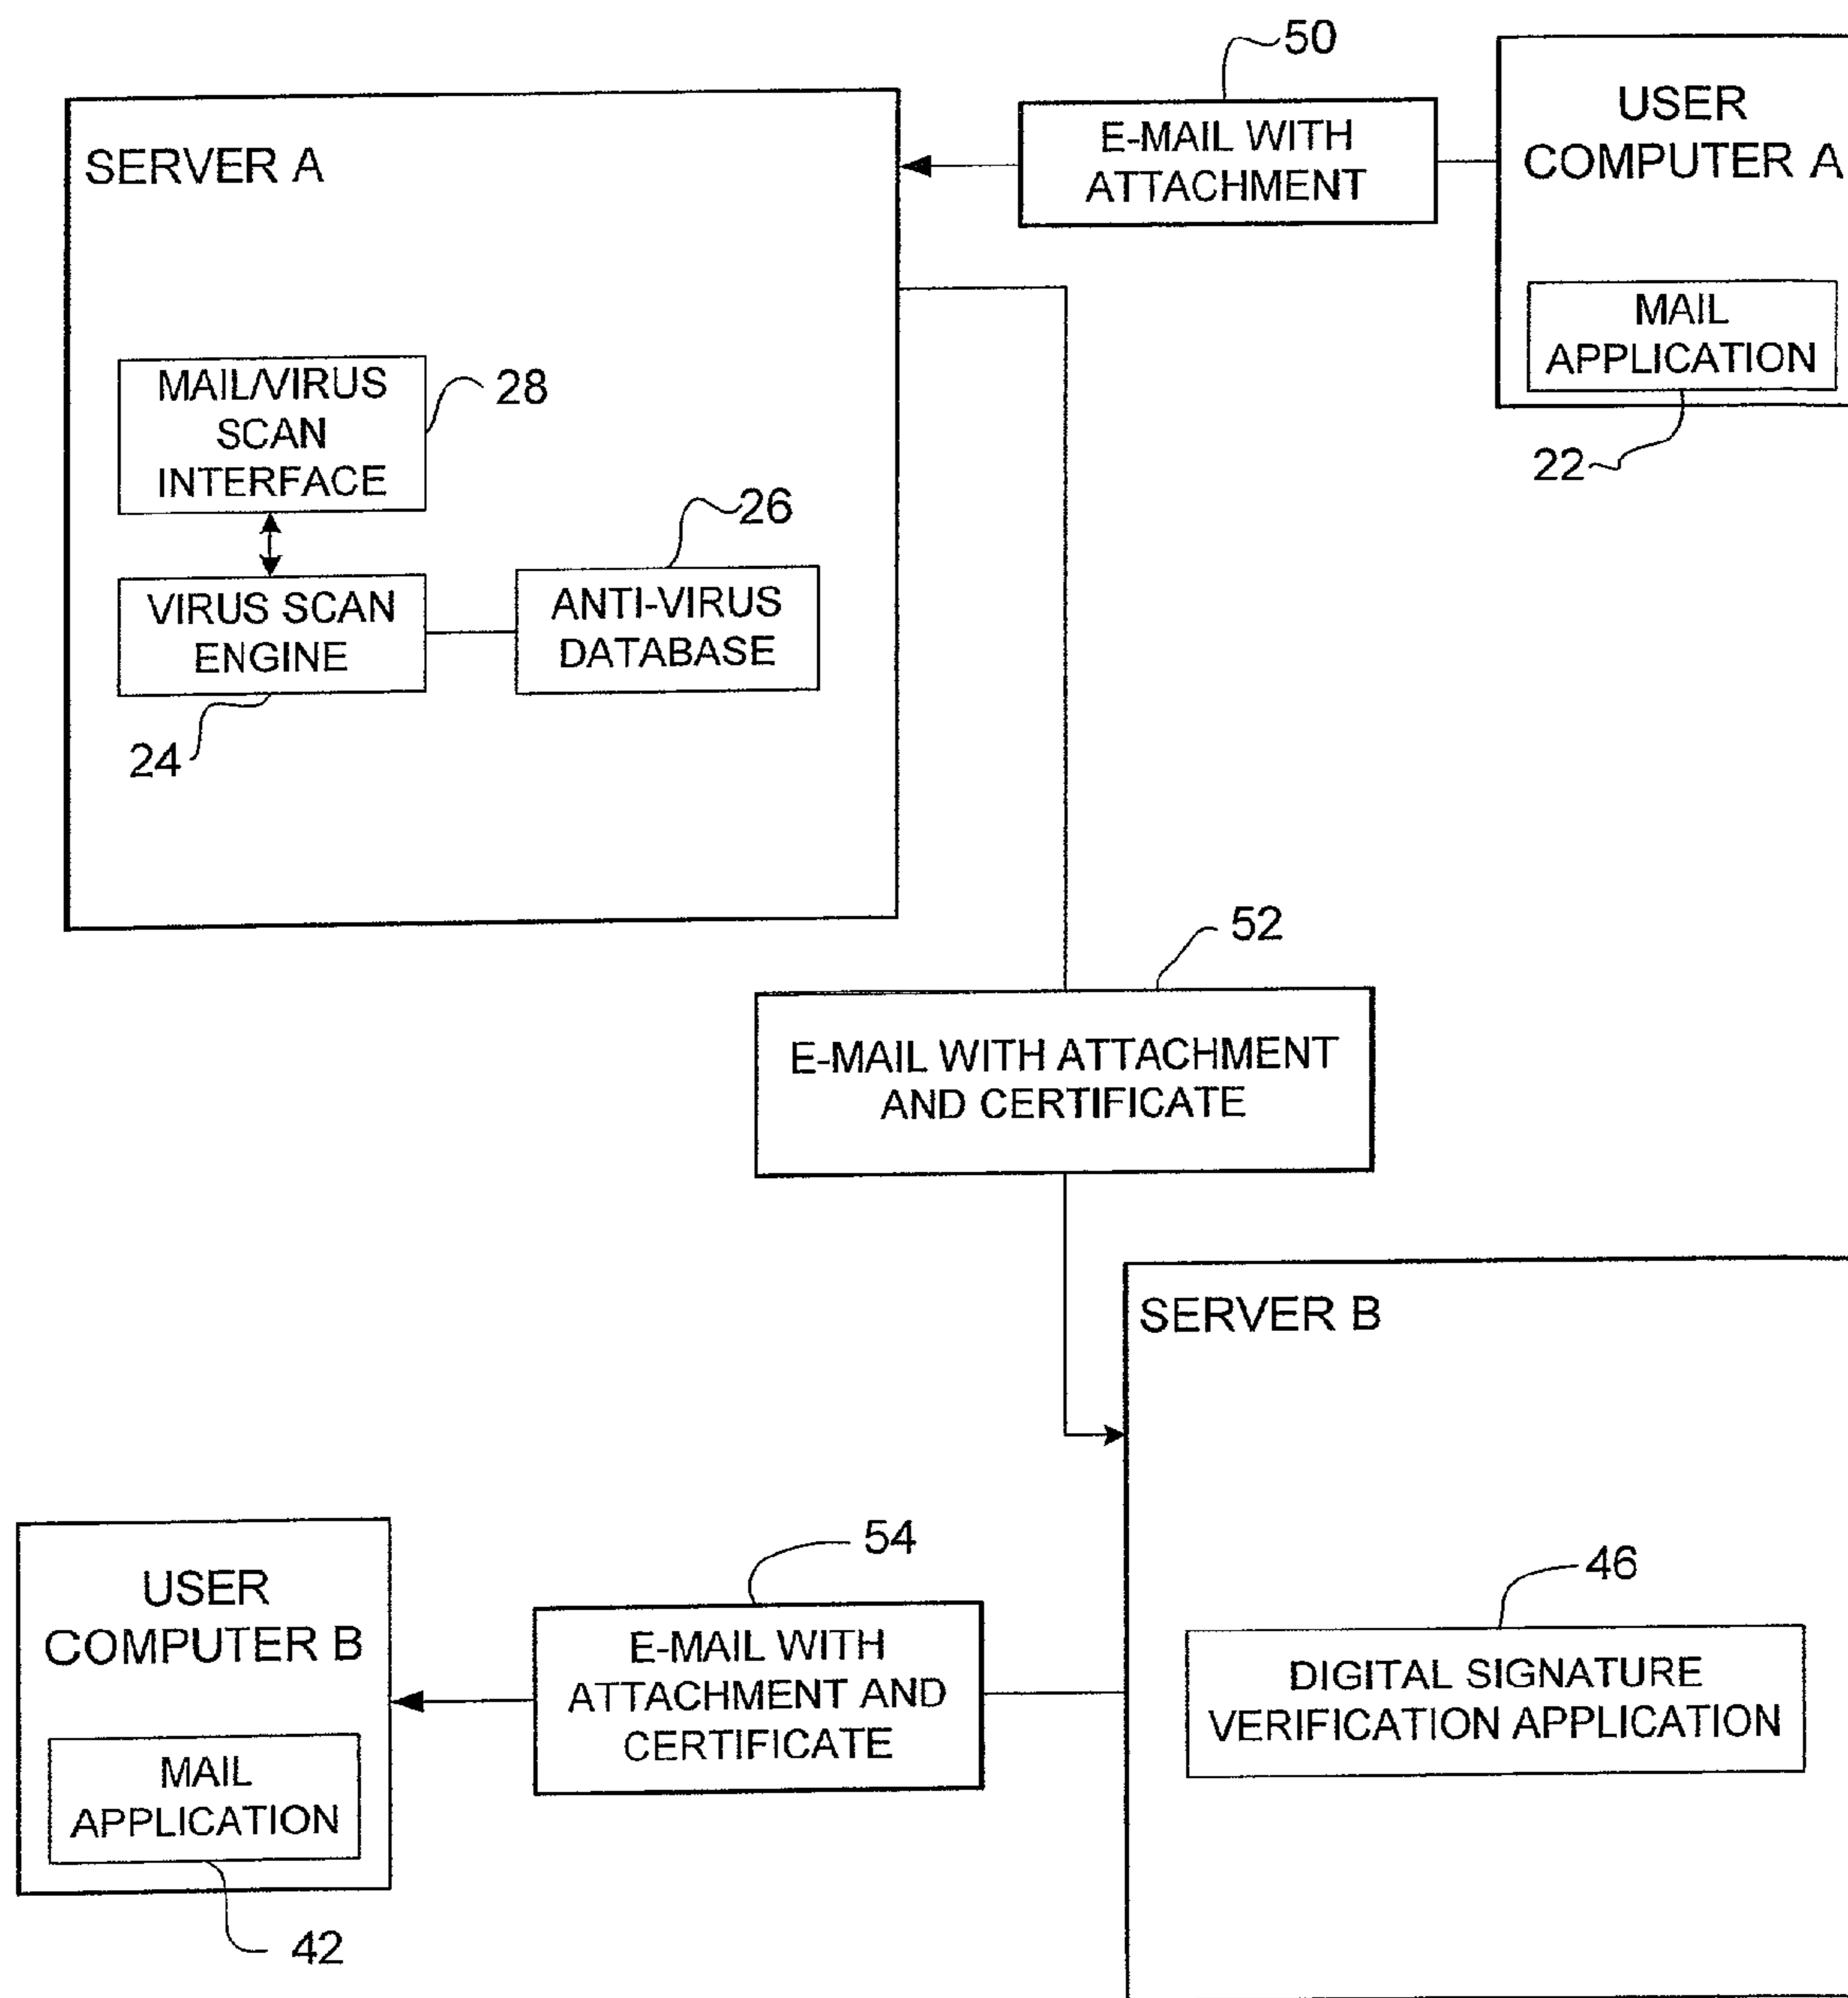 50
USER
COMPUTER A
E-MAIL WITH
ATTACHMENT
SERVER A
MAIL
APPLICATION
22
MAIL/VIRUS
SCAN
INTERFACE
28
26
VIRUS SCAN
ENGINE
ANTI-VIRUS
DATABASE
24
52
E-MAIL WITH ATTACHMENT
AND CERTIFICATE
SERVER B
54
46
USER
COMPUTER B
E-MAIL WITH
ATTACHMENT AND
CERTIFICATE
DIGITAL SIGNATURE
VERIFICATION APPLICATION
MAIL
APPLICATION
42